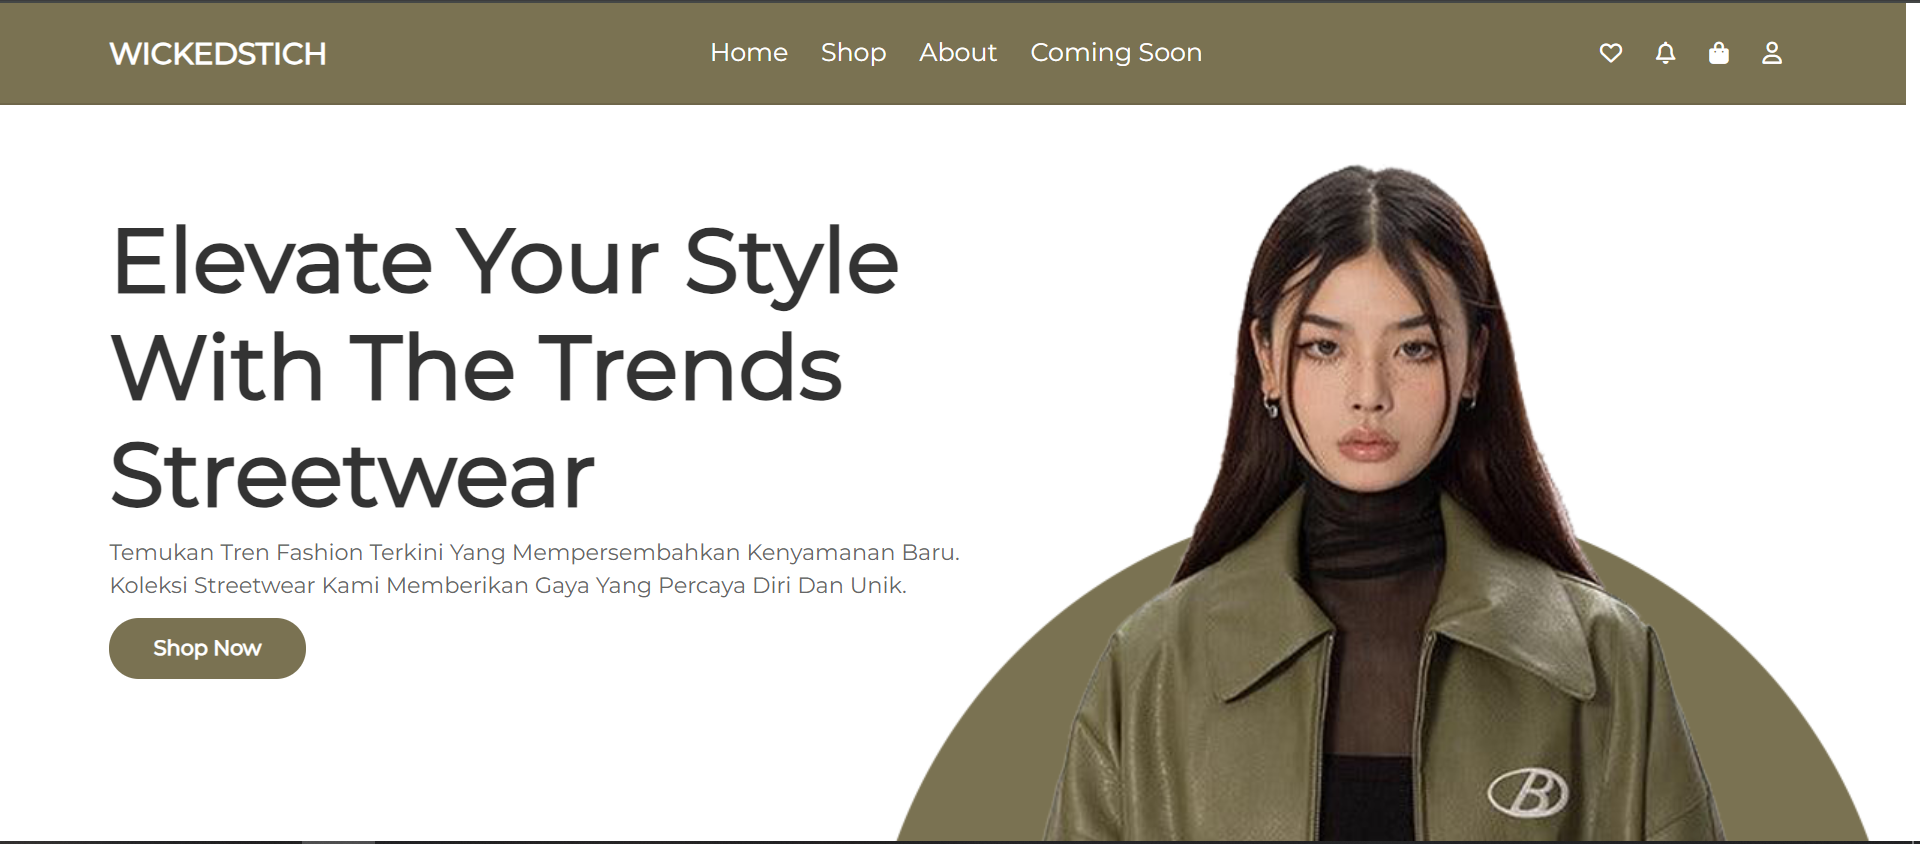 WICKEDSTICH
Home Shop About Coming Soon
Elevate Your Style
With The Trends
Streetwear
Temukan Tren Fashion Terkini Yang Mempersembahkan Kenyamanan Baru.
Koleksi Streetwear Kami Memberikan Gaya Yang Percaya Diri Dan Unik.
Shop Now
B